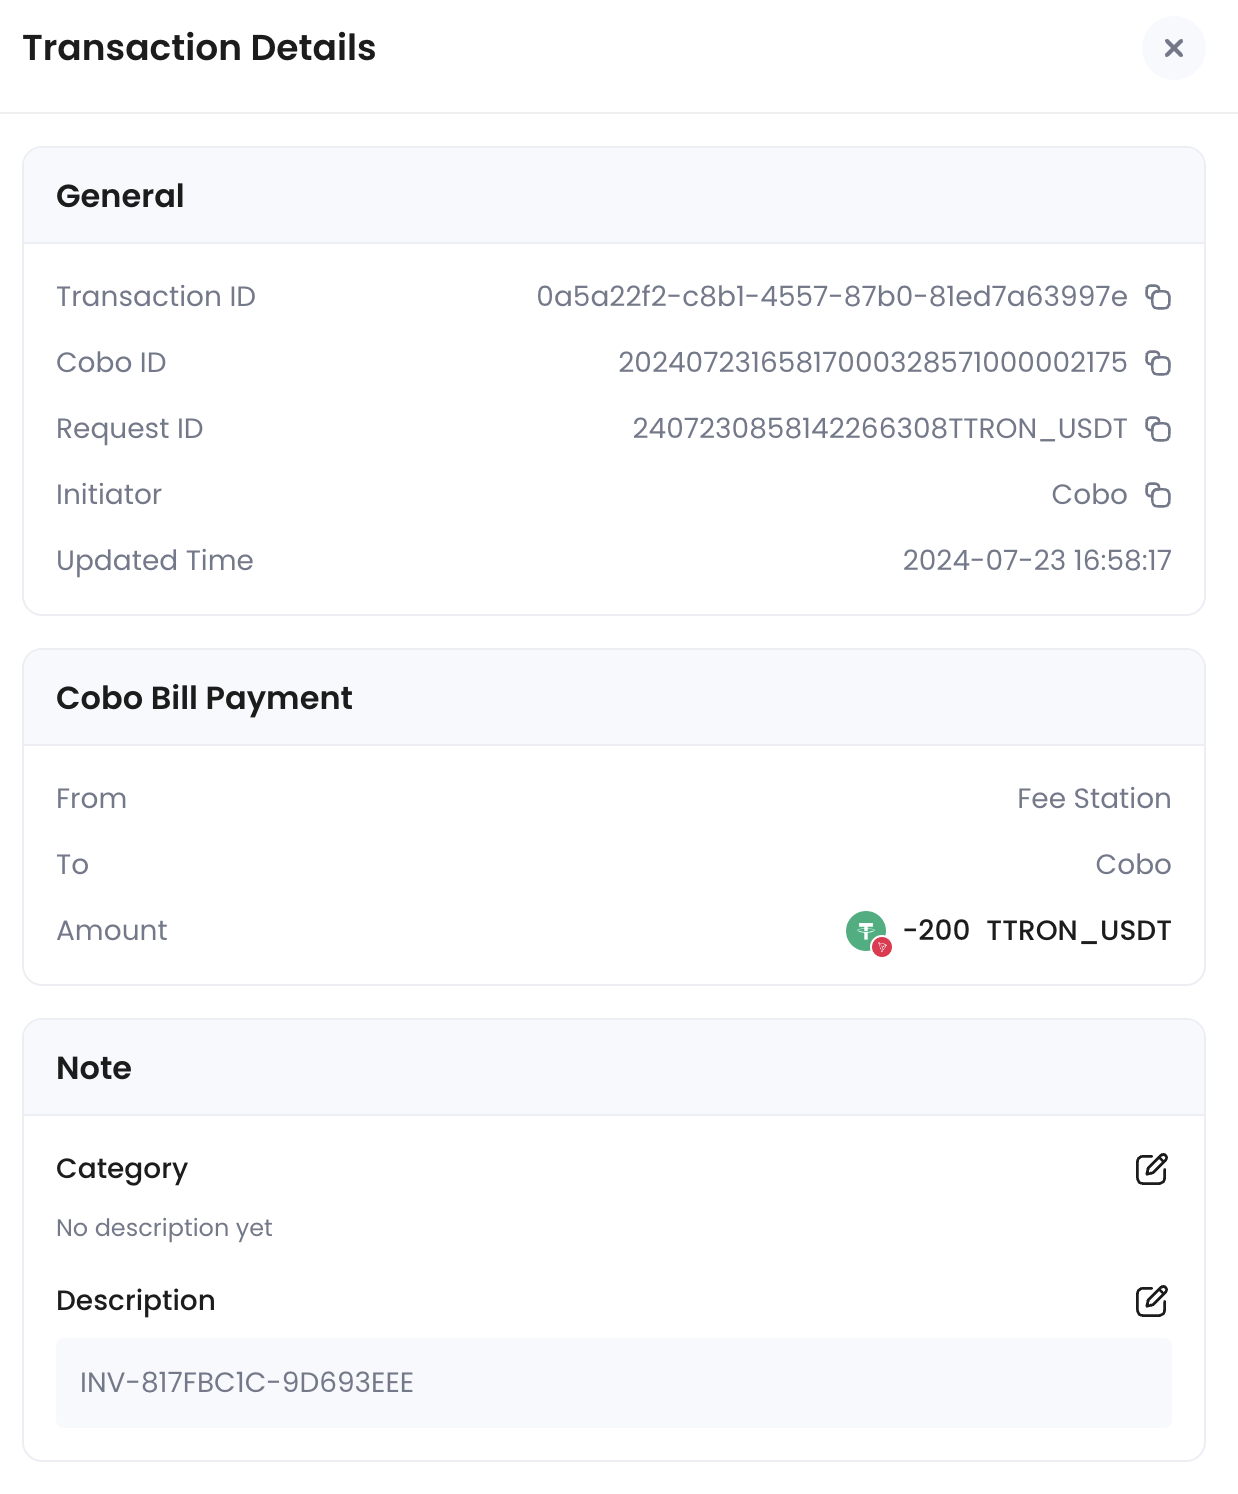 Transaction Details
General
Transaction ID 0a5a22f2-c8b1-4557-87b0-81ed7a63997e
Cobo ID 20240723165817000328571000002175
Request ID 2407230858142266308TTRON_USDT
Initiator Cobo
Updated Time 2024-07-23 16:58:17
Cobo Bill Payment
From Fee Station
To Cobo
Amount -200 TTRON_USDT
Note
Category
No description yet
Description
INV-817FBC1C-9D693EEE